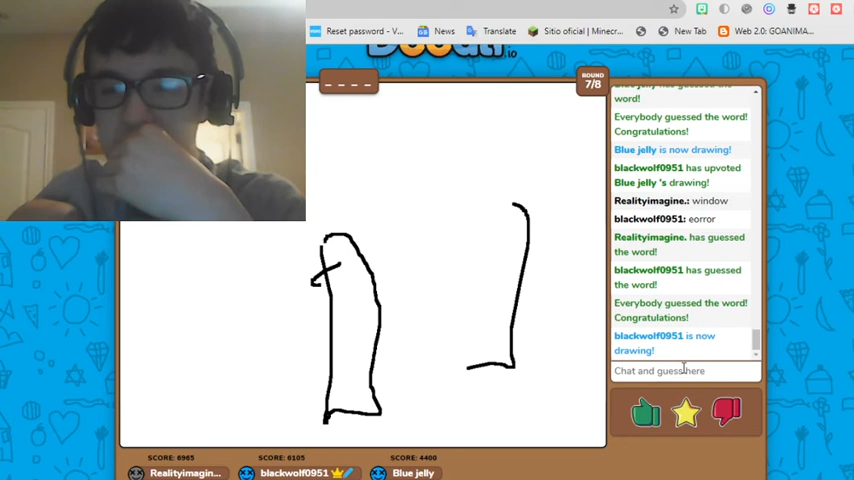 Reset password - V...
News
Translate
Sitio oficial | Minecr...
New Tab
Web 2.0: GOANIMA...
.io
ROUND
7/8
word!
Everybody guessed the word!
Congratulations!
Blue jelly is now drawing!
blackwolf0951 has upvoted
Blue jelly 's drawing!
Realityimagine.: window
blackwolf0951: eorror
Realityimagine. has guessed
the word!
blackwolf0951 has guessed
the word!
Everybody guessed the word!
Congratulations!
blackwolf0951 is now
drawing!
Chat and guess here
SCORE: 6965
Realityimagin...
SCORE: 6105
blackwolf0951
SCORE: 4400
Blue jelly